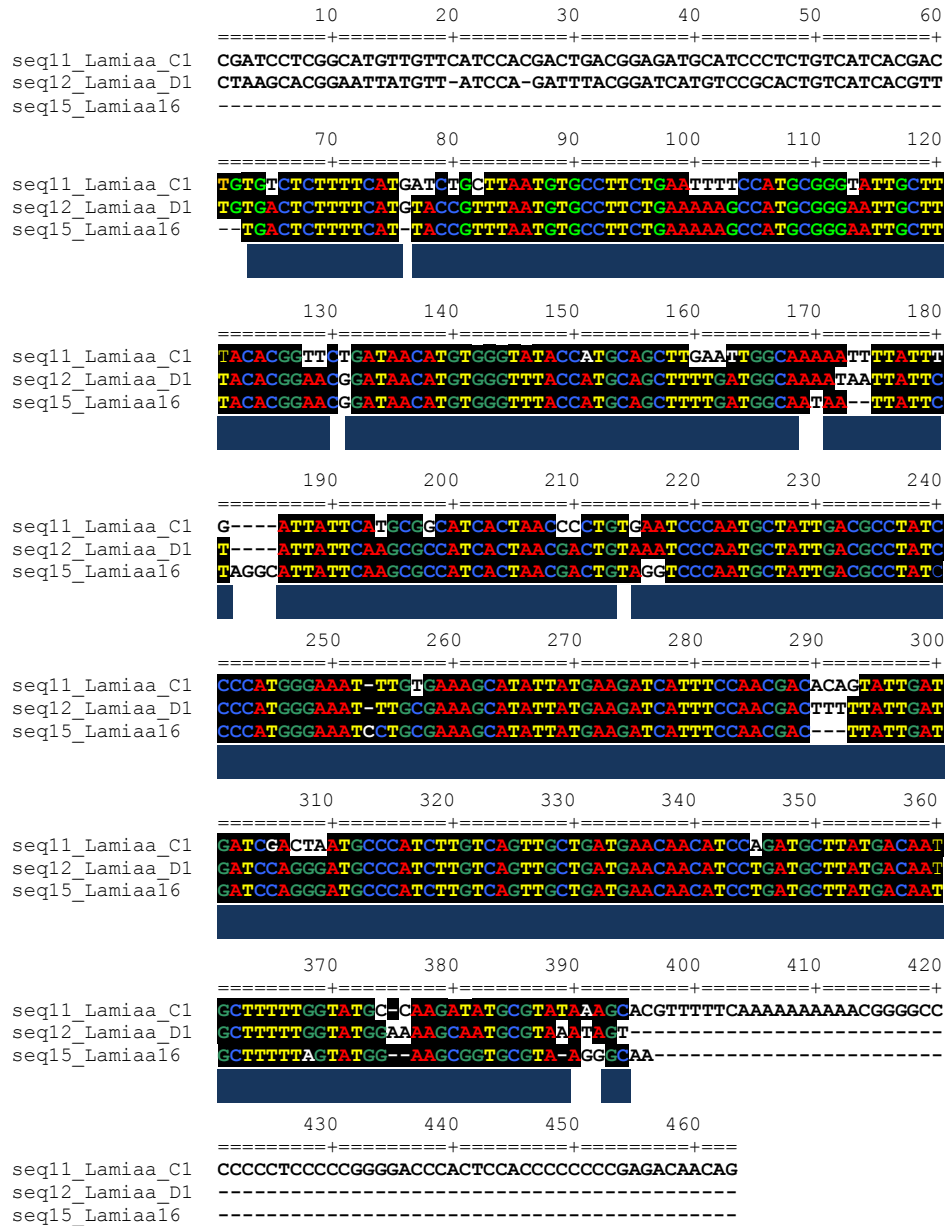 10 20 30 40 50 60
=========+=========+=========+=========+=========+=========+
seq11_Lamiaa_C1 CGATCCTCGGCATGTTGTTCATCCACGACTGACGGAGATGCATCCCTCTGTCATCACGAC
seq12_Lamiaa_D1 CTAAGCACGGAATTATGTT-ATCCA-GATTTACGGATCATGTCCGCACTGTCATCACGTT
seq15_Lamiaa16 ------------------------------------------------------------
70 80 90 100 110 120
=========+=========+=========+=========+=========+=========+
seq11_Lamiaa_C1 TGTGTCTCTTTTCATGATCTGCTTAATGTGCCTTCTGAATTTTCCATGCGGGTATTGCTT
seq12_Lamiaa_D1 TGTGACTCTTTTCATGTACCGTTTAATGTGCCTTCTGAAAAAGCCATGCGGGAATTGCTT
seq15_Lamiaa16 --TGACTCTTTTCAT-TACCGTTTAATGTGCCTTCTGAAAAAGCCATGCGGGAATTGCTT
130 140 150 160 170 180
=========+=========+=========+=========+=========+=========+
seq11_Lamiaa_C1 TACACGGTTCTGATAACATGTGGGTATACCATGCAGCTTGAATTGGCAAAAATTTTATTT
seq12_Lamiaa_D1 TACACGGAACGGATAACATGTGGGTTTACCATGCAGCTTTTGATGGCAAAATAATTATTC
seq15_Lamiaa16 TACACGGAACGGATAACATGTGGGTTTACCATGCAGCTTTTGATGGCAATAA--TTATTC
190 200 210 220 230 240
=========+=========+=========+=========+=========+=========+
seq11_Lamiaa_C1 G----ATTATTCATGCGGCATCACTAACCCCTGTGAATCCCAATGCTATTGACGCCTATC
seq12_Lamiaa_D1 T----ATTATTCAAGCGCCATCACTAACGACTGTAAATCCCAATGCTATTGACGCCTATC
seq15_Lamiaa16 TAGGCATTATTCAAGCGCCATCACTAACGACTGTAGGTCCCAATGCTATTGACGCCTATC
250 260 270 280 290 300
=========+=========+=========+=========+=========+=========+
seq11_Lamiaa_C1 CCCATGGGAAAT-TTGTGAAAGCATATTATGAAGATCATTTCCAACGACACAGTATTGAT
seq12_Lamiaa_D1 CCCATGGGAAAT-TTGCGAAAGCATATTATGAAGATCATTTCCAACGACTTTTTATTGAT
seq15_Lamiaa16 CCCATGGGAAATCCTGCGAAAGCATATTATGAAGATCATTTCCAACGAC---TTATTGAT
310 320 330 340 350 360
=========+=========+=========+=========+=========+=========+
seq11_Lamiaa_C1 GATCGACTAATGCCCATCTTGTCAGTTGCTGATGAACAACATCCAGATGCTTATGACAAT
seq12_Lamiaa_D1 GATCCAGGGATGCCCATCTTGTCAGTTGCTGATGAACAACATCCTGATGCTTATGACAAT
seq15_Lamiaa16 GATCCAGGGATGCCCATCTTGTCAGTTGCTGATGAACAACATCCTGATGCTTATGACAAT
370 380 390 400 410 420
=========+=========+=========+=========+=========+=========+
seq11_Lamiaa_C1 GCTTTTTGGTATGCC-CAAGATATGCGTATAAAGCACGTTTTTCAAAAAAAAAACGGGGCC
seq12_Lamiaa_D1 GCTTTTTGGTATGGAAAAGCAATGCGTAAATAGT--------------------------
seq15_Lamiaa16 GCTTTTTAGTATGG--AAGCGGTGCGTA-AGGGCAA------------------------
430 440 450 460
=========+=========+=========+=========+===
seq11_Lamiaa_C1 CCCCCTCCCCCGGGGACCCACTCCACCCCCCCCGAGACAACAG
seq12_Lamiaa_D1 -------------------------------------------
seq15_Lamiaa16 -------------------------------------------